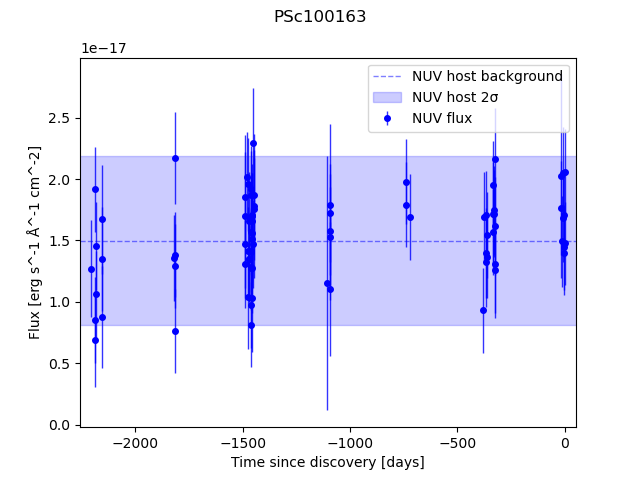 PSc100163
1e−17
NUV host background
NUV host 2σ
NUV flux
Flux [erg s^-1 Å^-1 cm^-2]
2.5
2.0
1.5
1.0
0.5
0.0
−2000 −1500 −1000 −500 0
Time since discovery [days]